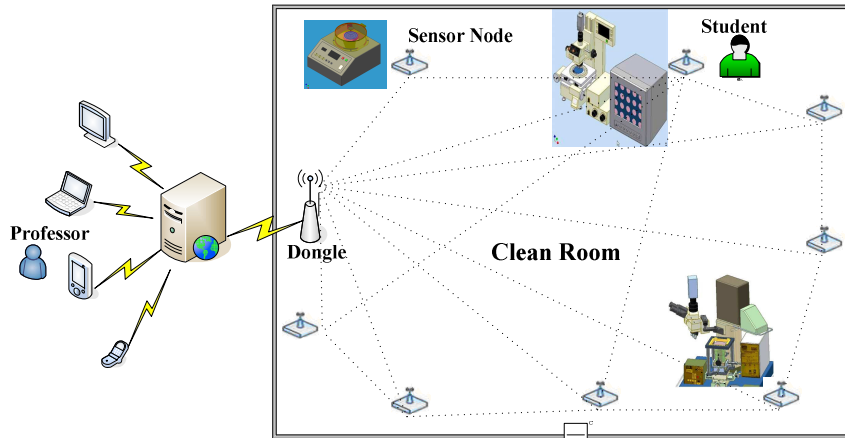 Sensor Node
Student
Professor
Dongle
Clean Room
c